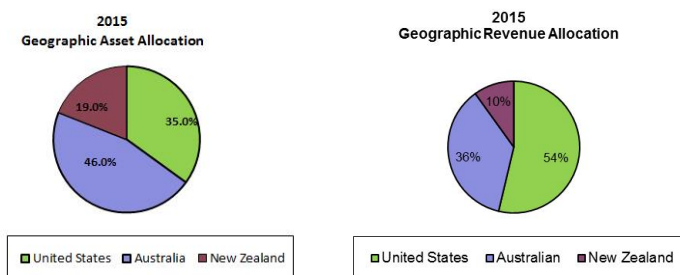 2015
Geographic Asset Allocation
19.0%
35.0%
46.0%
United States Australia New Zealand
2015
Geographic Revenue Allocation
10%
36%
54%
United States Australian New Zealand